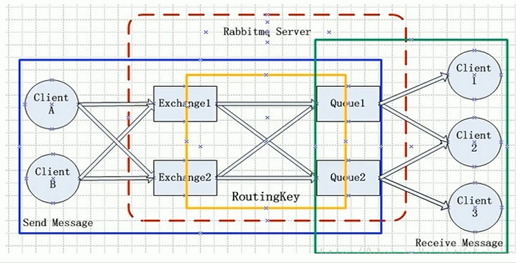 Rabbitmq Server
Client
A
Exchange1
Queue1
Client
1
Client
2
Client
B
Exchange2
Queue2
RoutingKey
Client
3
Send Message
Receive Message